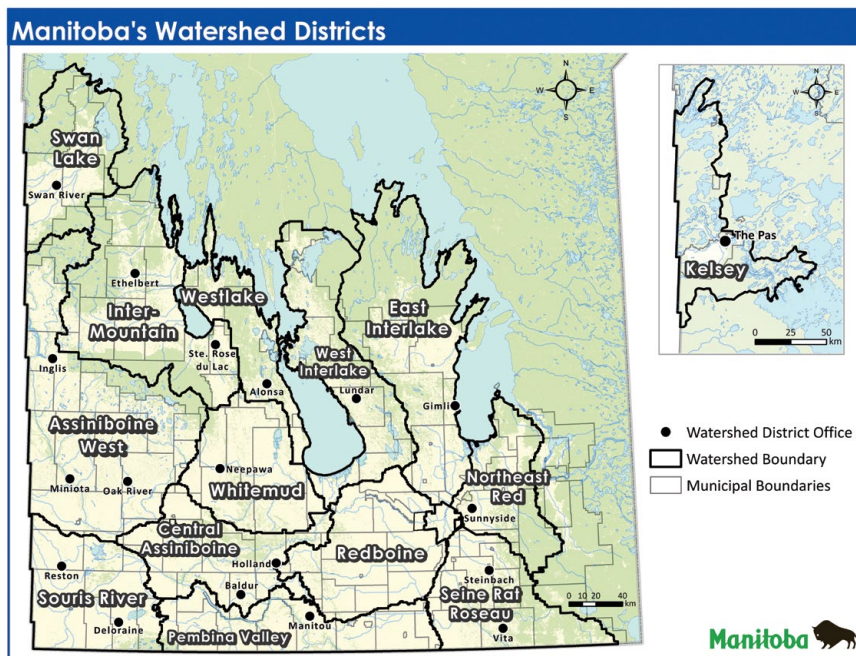 Manitoba's Watershed Districts
N
W
E
S
Swan
Lake
Swan River
Ethelbert
Inter-
Mountain
Westlake
Ste. Rose
du Lac
Inglis
Alonsa
West
Interlake
Lundar
East
Interlake
Gimli
Assiniboine
West
Miniota
Oak River
Neepawa
Whitemud
Northeast
Red
Sunnyside
Central
Assiniboine
Holland
Redboine
Reston
Souris River
Baldur
Deloraine
Pembina Valley
Manitou
Steinbach
Seine Rat
Roseau
Vita
0 10 20 40
km
N
W
E
S
The Pas
Kelsey
0 25 50
km
Watershed District Office
Watershed Boundary
Municipal Boundaries
Manitoba